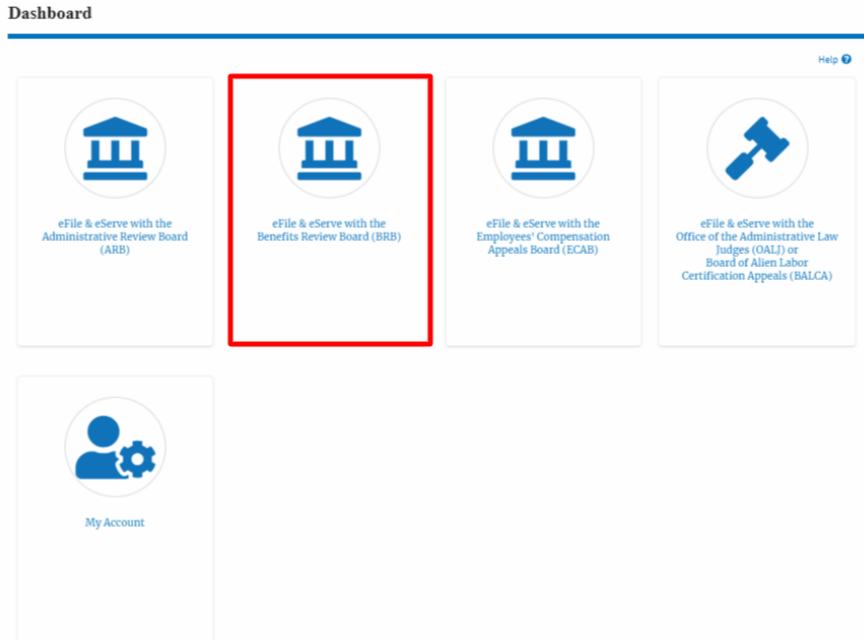 Dashboard
Help
eFile & eServe with the
Administrative Review Board
(ARB)
eFile & eServe with the
Benefits Review Board (BRB)
eFile & eServe with the
Employees' Compensation
Appeals Board (ECAB)
eFile & eServe with the
Office of the Administrative Law
Judges (OALJ) or
Board of Alien Labor
Certification Appeals (BALCA)
My Account